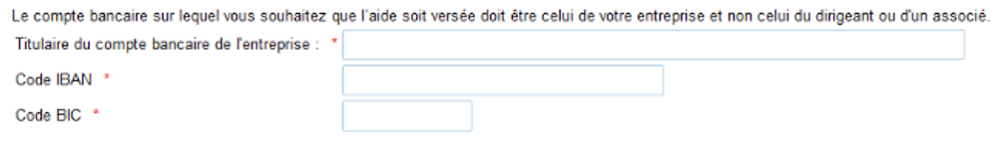 Le compte bancaire sur lequel vous souhaitez que l'aide soit versée doit être celui de votre entreprise et non celui du dirigeant ou d'un associé.
Titulaire du compte bancaire de l'entreprise : *
Code IBAN *
Code BIC *